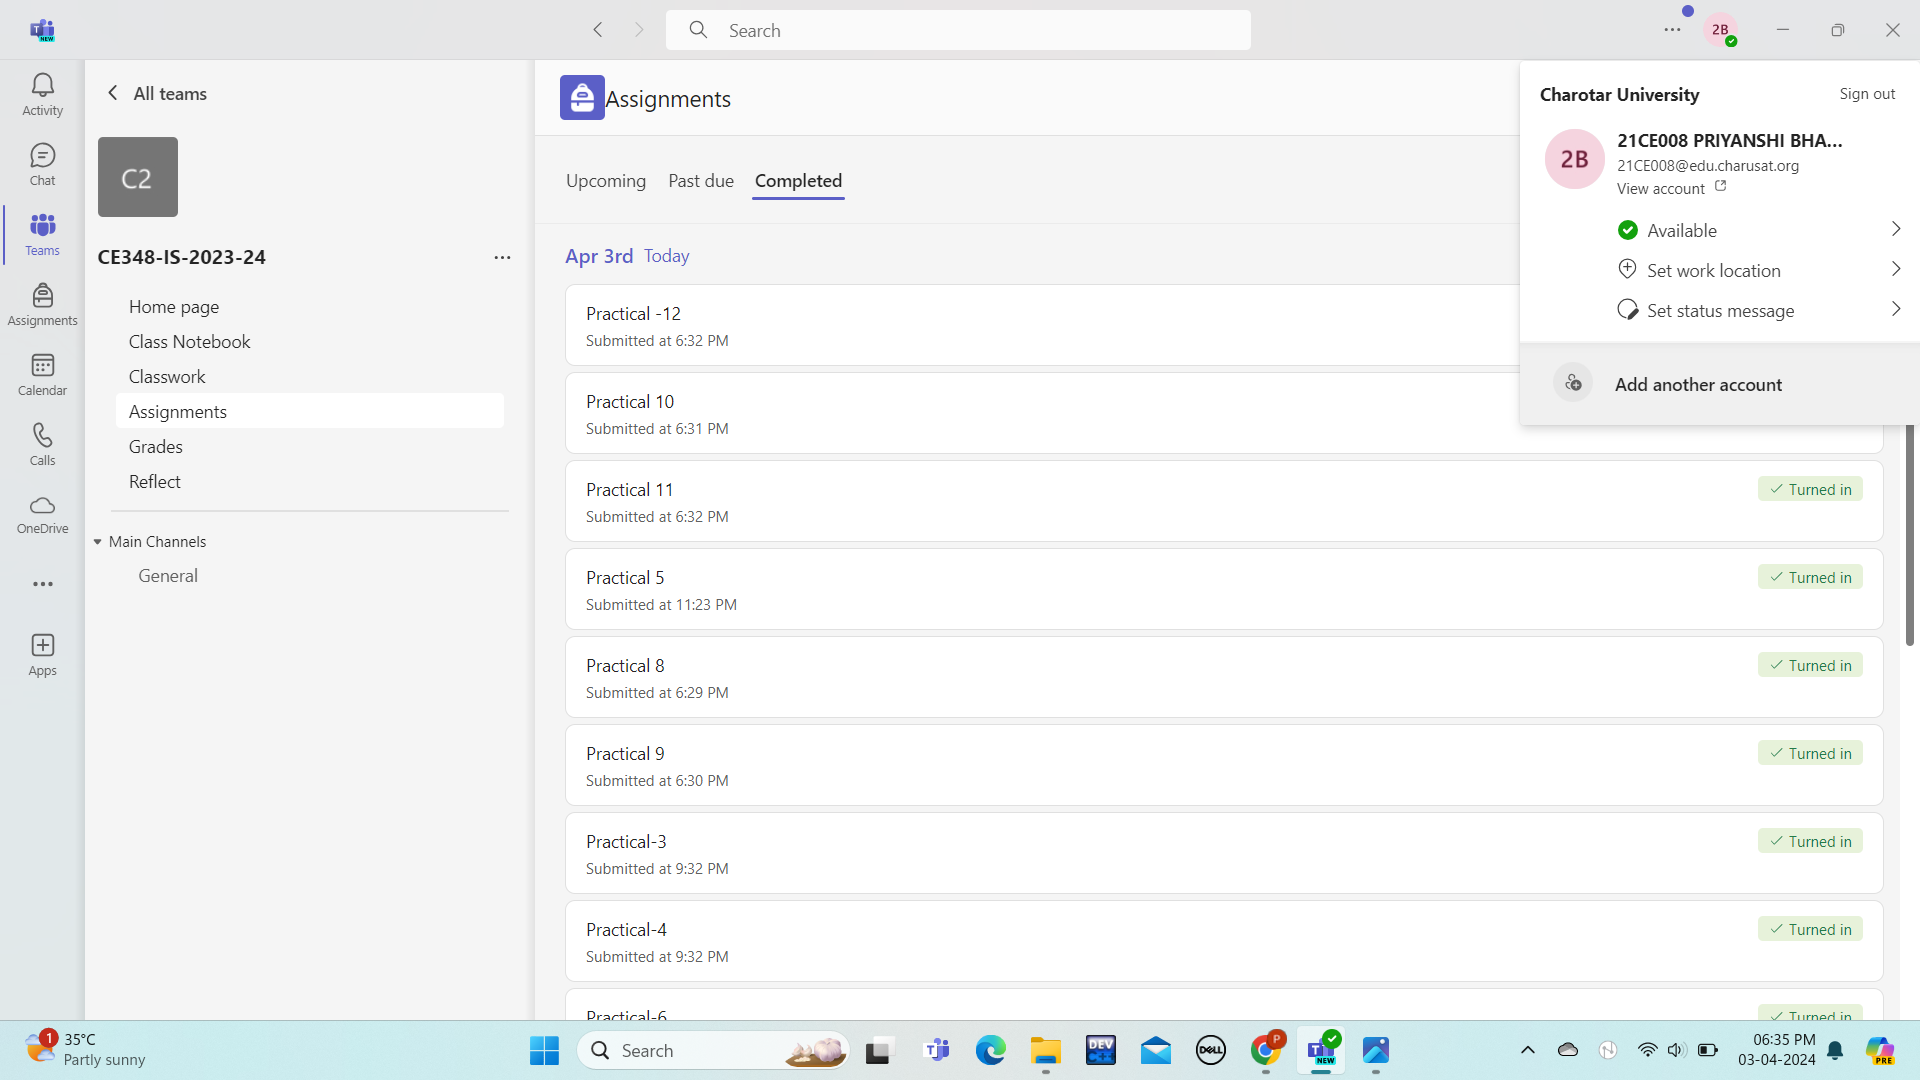 Search
2B
Activity
Chat
Teams
Assignments
Calendar
Calls
OneDrive
Apps
All teams
C2
CE348-IS-2023-24
Home page
Class Notebook
Classwork
Assignments
Grades
Reflect
Main Channels
General
Assignments
Upcoming Past due Completed
Apr 3rd Today
Practical -12
Submitted at 6:32 PM
Practical 10
Submitted at 6:31 PM
Practical 11
Submitted at 6:32 PM
Turned in
Practical 5
Submitted at 11:23 PM
Turned in
Practical 8
Submitted at 6:29 PM
Turned in
Practical 9
Submitted at 6:30 PM
Turned in
Practical-3
Submitted at 9:32 PM
Turned in
Practical-4
Submitted at 9:32 PM
Turned in
Practical-6
Turned in
Charotar University Sign out
2B
21CE008 PRIYANSHI BHA...
21CE008@edu.charusat.org
View account
Available
Set work location
Set status message
Add another account
1
35°C
Partly sunny
Search
DEV
C++
DELL
P
NEW
06:35 PM
03-04-2024
PRE